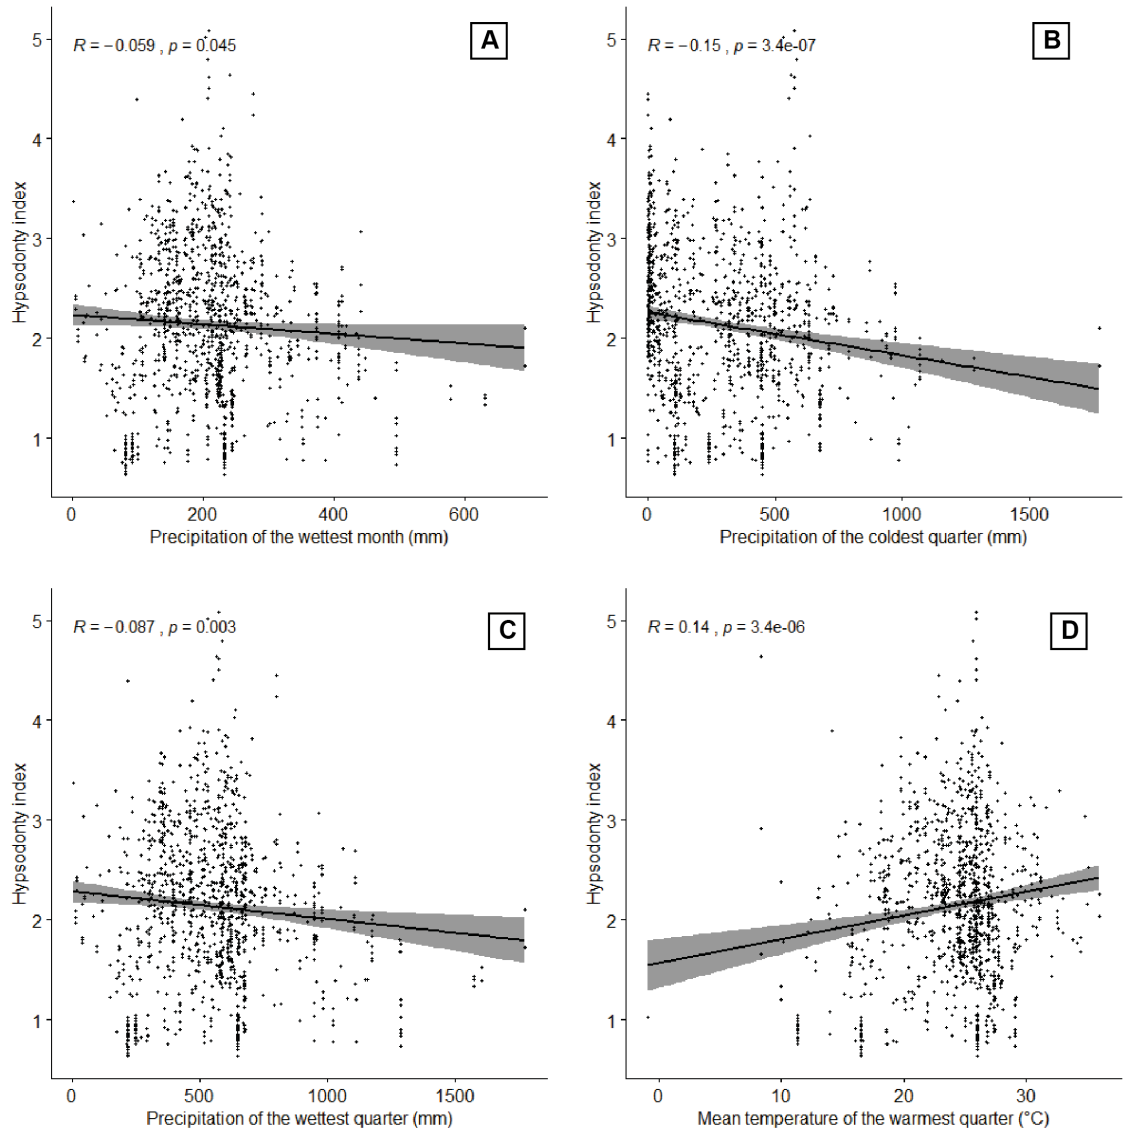 R = −0.059 , p = 0.045
A
5
4
3
2
1
Hypsodonty index
0 200 400 600
Precipitation of the wettest month (mm)
R = −0.15 , p = 3.4e-07
B
5
4
3
2
1
Hypsodonty index
0 500 1000 1500
Precipitation of the coldest quarter (mm)
R = −0.087 , p = 0.003
C
5
4
3
2
1
Hypsodonty index
0 500 1000 1500
Precipitation of the wettest quarter (mm)
R = 0.14 , p = 3.4e-06
D
5
4
3
2
1
Hypsodonty index
0 10 20 30
Mean temperature of the warmest quarter (°C)